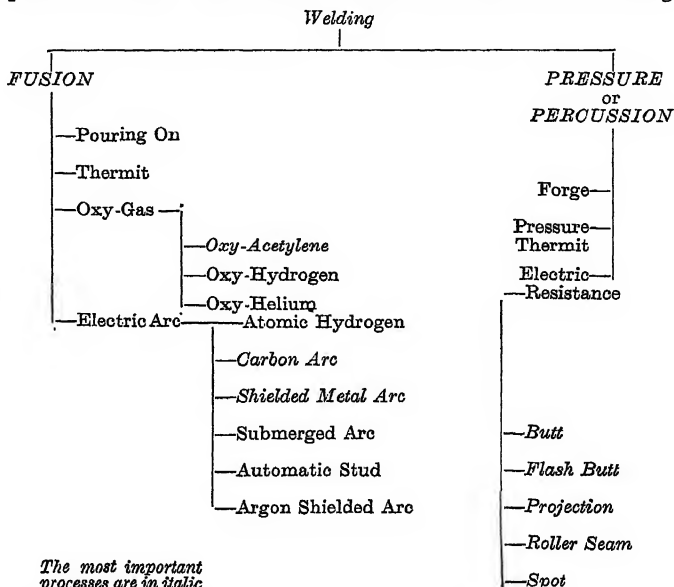 Welding
FUSION
Pouring On
Thermit
Oxy-Gas
Oxy-Acetylene
Oxy-Hydrogen
Oxy-Helium
Electric Arc
Atomic Hydrogen
Carbon Arc
Shielded Metal Arc
Submerged Arc
Automatic Stud
Argon Shielded Arc
The most important
processes are in italic
PRESSURE
or
PERCUSSION
Forge
Pressure
Thermit
Electric
Resistance
Butt
Flash Butt
Projection
Roller Seam
Spot